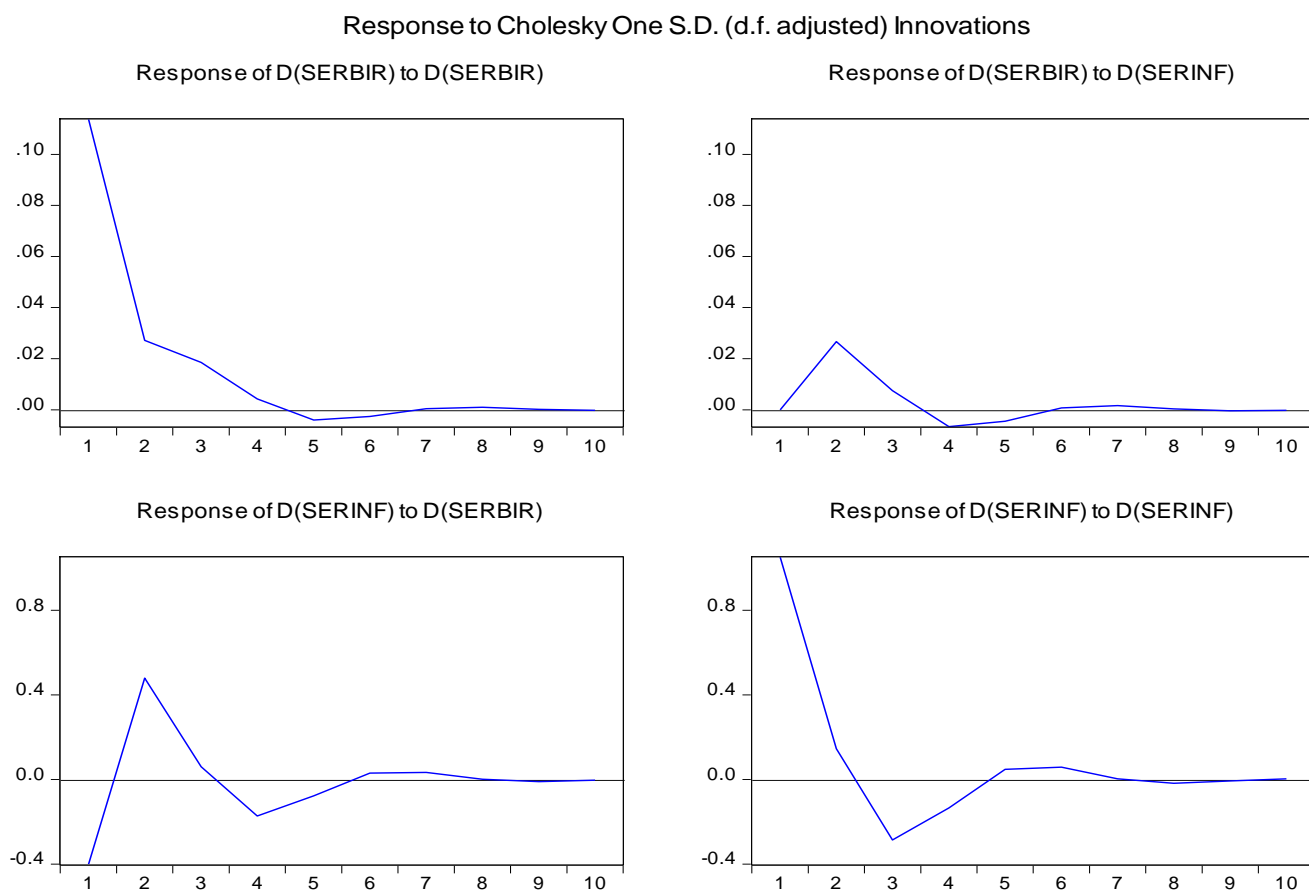 Response to Cholesky One S.D. (d.f. adjusted) Innovations
Response of D(SERBIR) to D(SERBIR)
.10
.08
.06
.04
.02
.00
1 2 3 4 5 6 7 8 9 10
Response of D(SERBIR) to D(SERINF)
.10
.08
.06
.04
.02
.00
1 2 3 4 5 6 7 8 9 10
Response of D(SERINF) to D(SERBIR)
0.8
0.4
0.0
-0.4
1 2 3 4 5 6 7 8 9 10
Response of D(SERINF) to D(SERINF)
0.8
0.4
0.0
-0.4
1 2 3 4 5 6 7 8 9 10